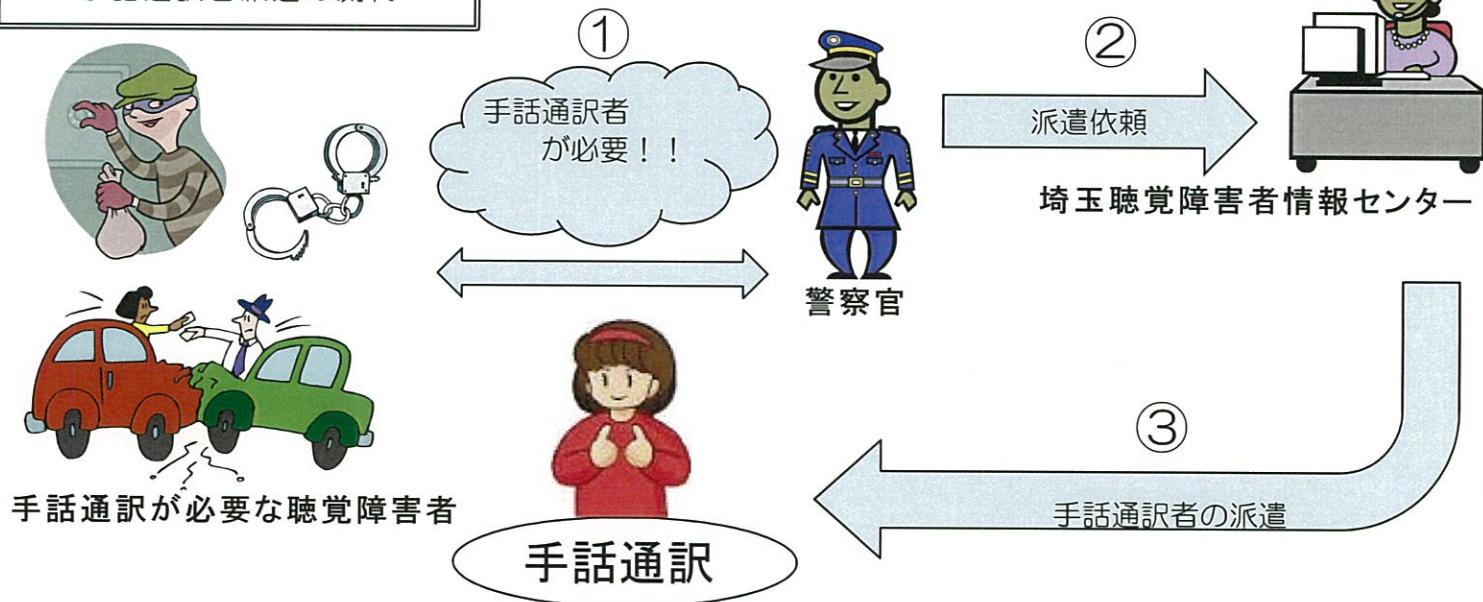 ①
手話通訳者
が必要！！
②
派遣依頼
埼玉聴覚障害者情報センター
警察官
③
手話通訳者の派遣
手話通訳が必要な聴覚障害者
手話通訳